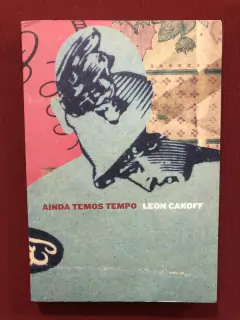 AINDA TEMOS TEMPO LEON CAKOFF